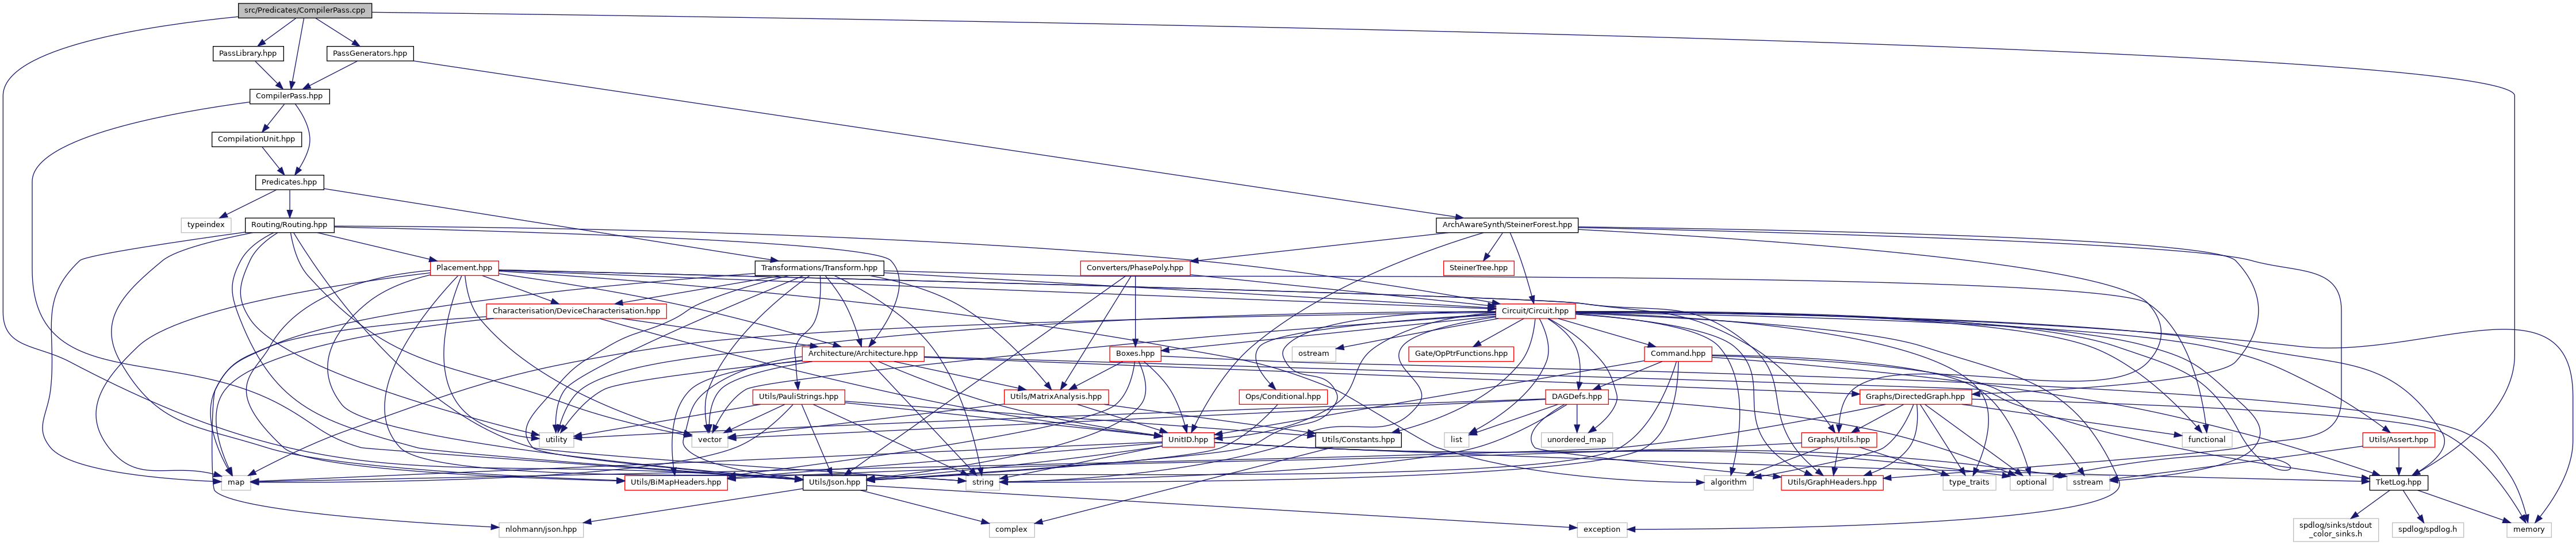 src/Predicates/CompilerPass.cpp
PassLibrary.hpp
PassGenerators.hpp
CompilerPass.hpp
CompilationUnit.hpp
Predicates.hpp
typeindex
Routing/Routing.hpp
ArchAwareSynth/SteinerForest.hpp
Placement.hpp
Transformations/Transform.hpp
Converters/PhasePoly.hpp
SteinerTree.hpp
Characterisation/DeviceCharacterisation.hpp
Circuit/Circuit.hpp
Architecture/Architecture.hpp
Boxes.hpp
ostream
Gate/OpPtrFunctions.hpp
Command.hpp
Utils/PauliStrings.hpp
Utils/MatrixAnalysis.hpp
Ops/Conditional.hpp
DAGDefs.hpp
Graphs/DirectedGraph.hpp
utility
vector
UnitID.hpp
Utils/Constants.hpp
list
unordered_map
Graphs/Utils.hpp
functional
Utils/Assert.hpp
map
Utils/BiMapHeaders.hpp
Utils/Json.hpp
string
algorithm
Utils/GraphHeaders.hpp
type_traits
optional
sstream
TketLog.hpp
nlohmann/json.hpp
complex
exception
spdlog/sinks/stdout
_color_sinks.h
spdlog/spdlog.h
memory